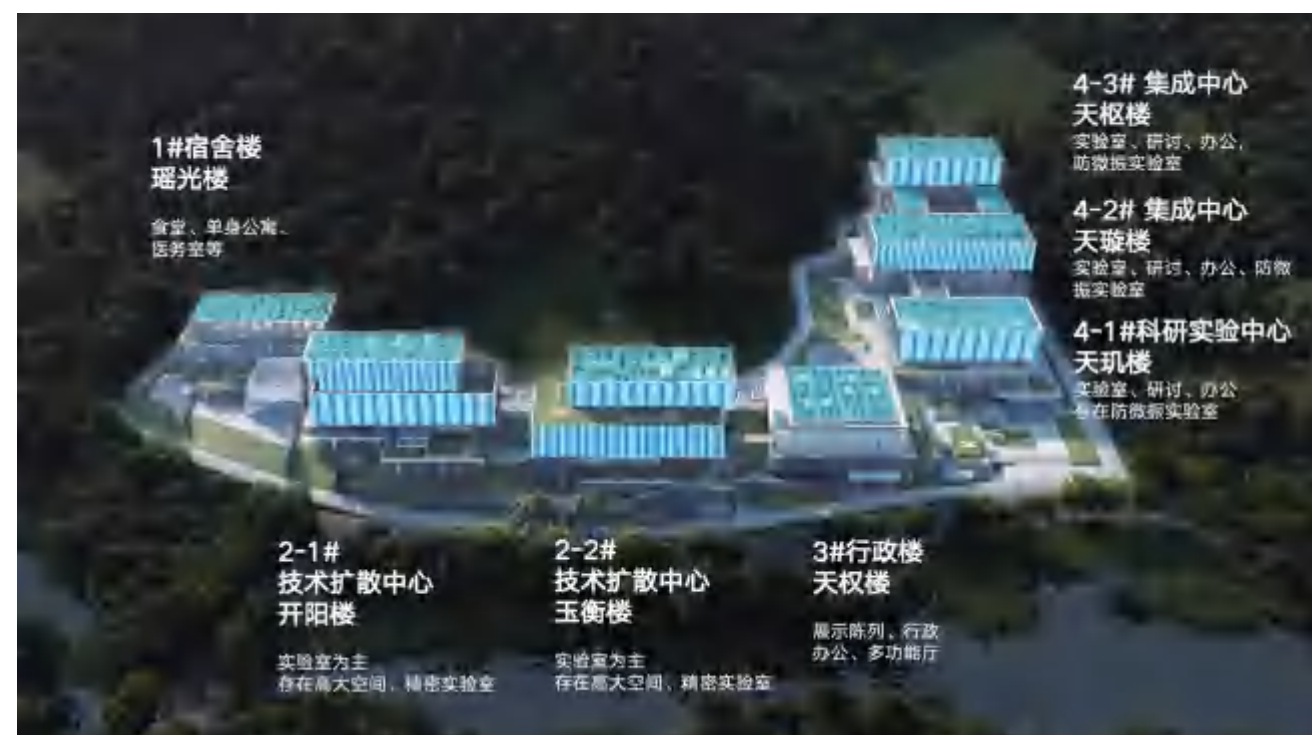 1#宿舍楼
瑶光楼
食堂、单身公寓、
医务室等
4-3# 集成中心
天枢楼
实验室、研讨、办公,
防微振实验室
4-2# 集成中心
天璇楼
实验室、研讨、办公、防微
振实验室
4-1#科研实验中心
天玑楼
实验室、研讨、办公
存在防微振实验室
2-1#
技术扩散中心
开阳楼
实验室为主
存在高大空间、精密实验室
2-2#
技术扩散中心
玉衡楼
实验室为主
存在高大空间、精密实验室
3#行政楼
天权楼
展示陈列、行政
办公、多功能厅